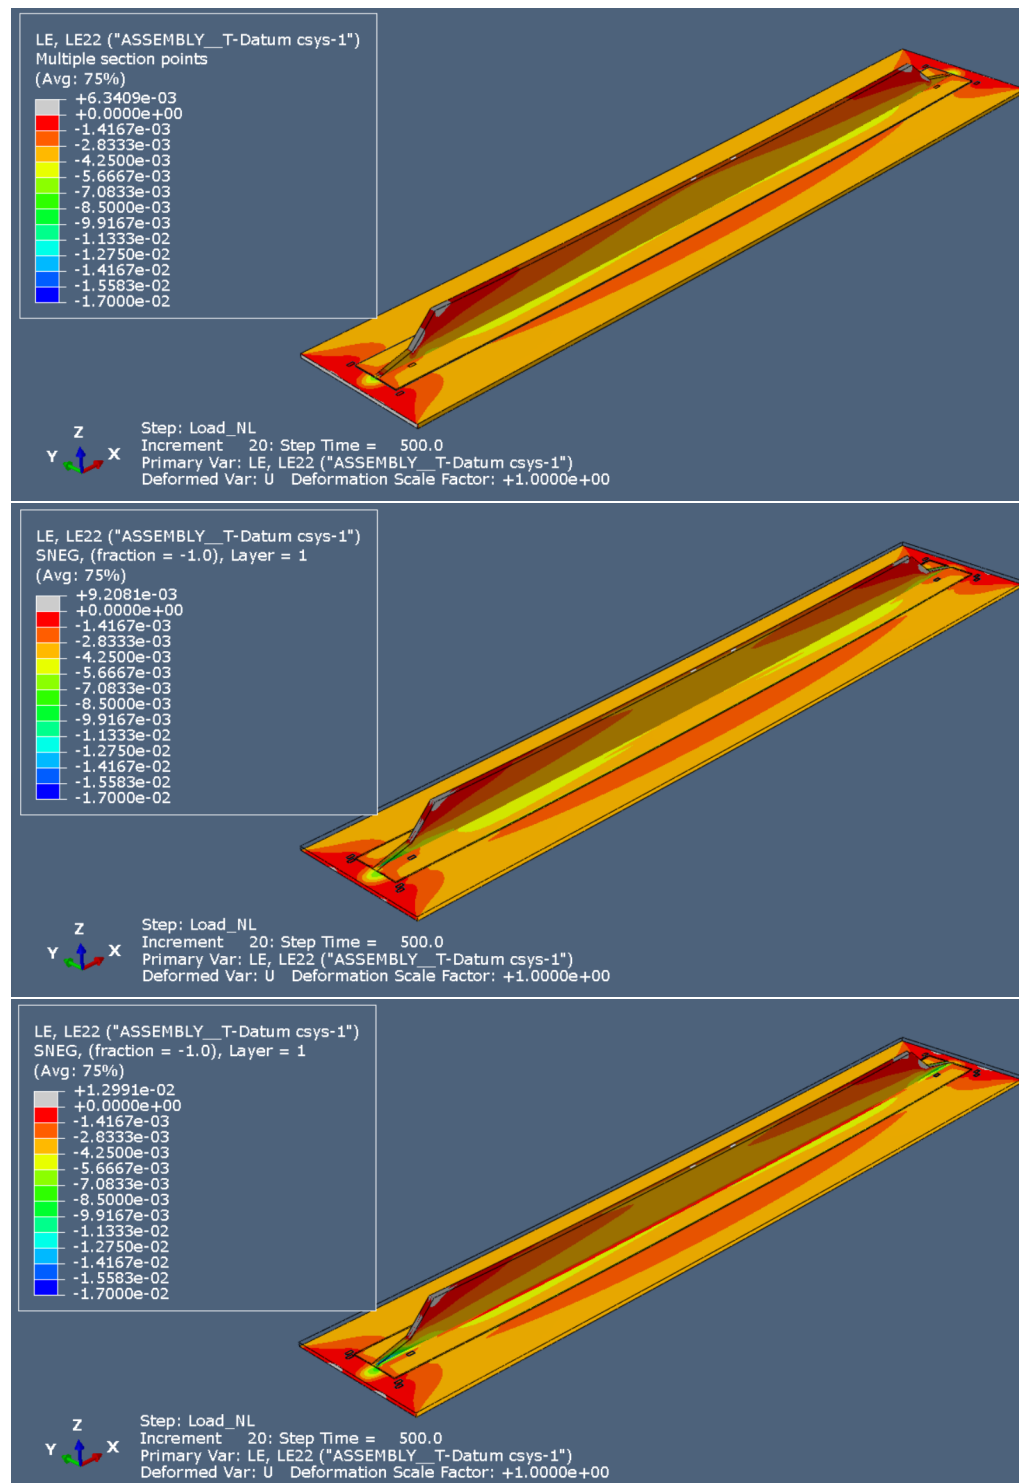 LE, LE22 ("ASSEMBLY__T-Datum csys-1")
Multiple section points
(Avg: 75%)
+6.3409e-03
+0.0000e+00
-1.4167e-03
-2.8333e-03
-4.2500e-03
-5.6667e-03
-7.0833e-03
-8.5000e-03
-9.9167e-03
-1.1333e-02
-1.2750e-02
-1.4167e-02
-1.5583e-02
-1.7000e-02
Z
Y
X
Step: Load_NL
Increment 20: Step Time = 500.0
Primary Var: LE, LE22 ("ASSEMBLY__T-Datum csys-1")
Deformed Var: U Deformation Scale Factor: +1.0000e+00
LE, LE22 ("ASSEMBLY__T-Datum csys-1")
SNEG, (fraction = -1.0), Layer = 1
(Avg: 75%)
+9.2081e-03
+0.0000e+00
-1.4167e-03
-2.8333e-03
-4.2500e-03
-5.6667e-03
-7.0833e-03
-8.5000e-03
-9.9167e-03
-1.1333e-02
-1.2750e-02
-1.4167e-02
-1.5583e-02
-1.7000e-02
Z
Y
X
Step: Load_NL
Increment 20: Step Time = 500.0
Primary Var: LE, LE22 ("ASSEMBLY__T-Datum csys-1")
Deformed Var: U Deformation Scale Factor: +1.0000e+00
LE, LE22 ("ASSEMBLY__T-Datum csys-1")
SNEG, (fraction = -1.0), Layer = 1
(Avg: 75%)
+1.2991e-02
+0.0000e+00
-1.4167e-03
-2.8333e-03
-4.2500e-03
-5.6667e-03
-7.0833e-03
-8.5000e-03
-9.9167e-03
-1.1333e-02
-1.2750e-02
-1.4167e-02
-1.5583e-02
-1.7000e-02
Z
Y
X
Step: Load_NL
Increment 20: Step Time = 500.0
Primary Var: LE, LE22 ("ASSEMBLY__T-Datum csys-1")
Deformed Var: U Deformation Scale Factor: +1.0000e+00